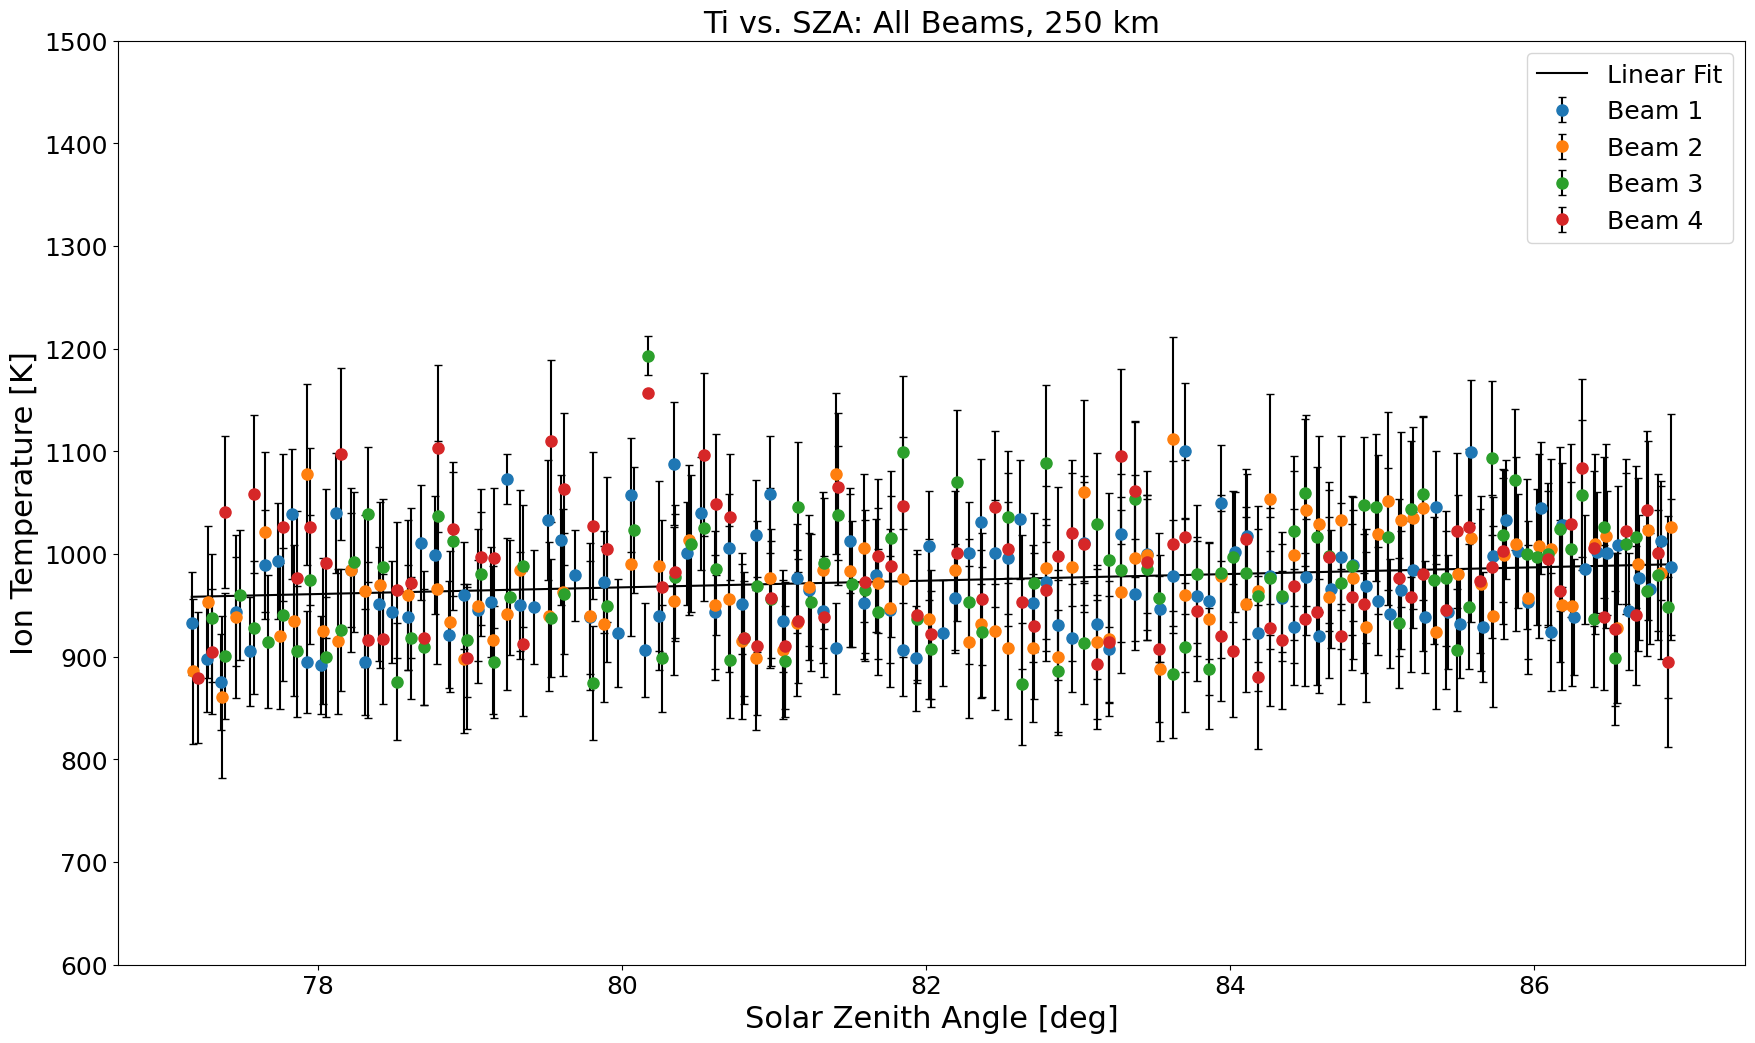 Ti vs. SZA: All Beams, 250 km
1500
1400
1300
1200
1100
1000
900
800
700
600
Ion Temperature [K]
Linear Fit
Beam 1
Beam 2
Beam 3
Beam 4
78 80 82 84 86
Solar Zenith Angle [deg]